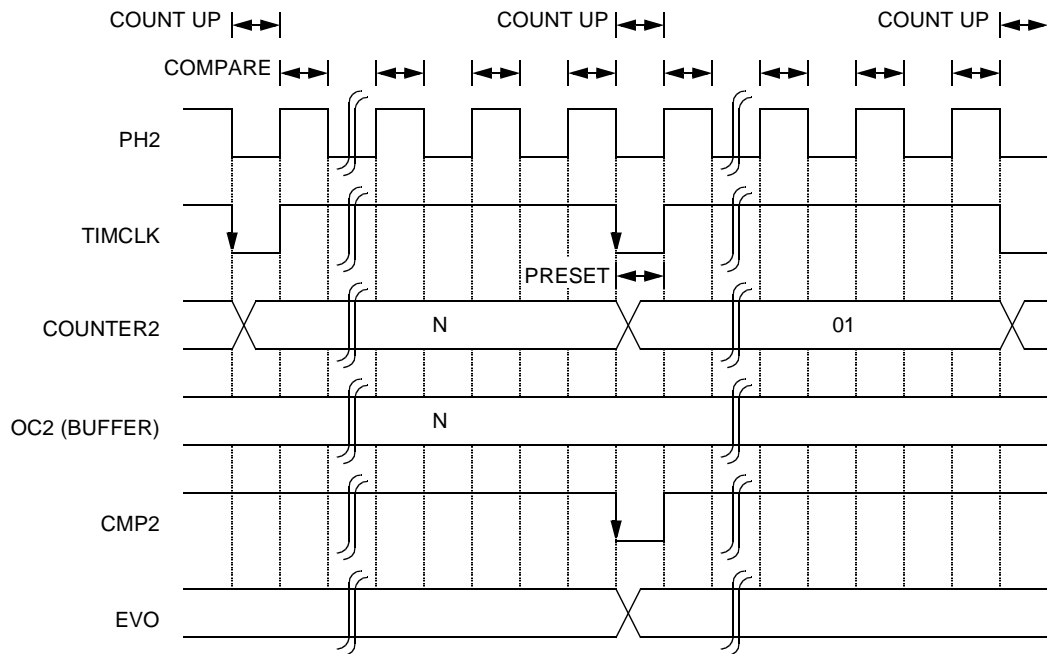 COUNT UP COUNT UP COUNT UP
COMPARE
PH2
TIMCLK
PRESET
COUNTER2 N 01
OC2 (BUFFER) N
CMP2
EVO